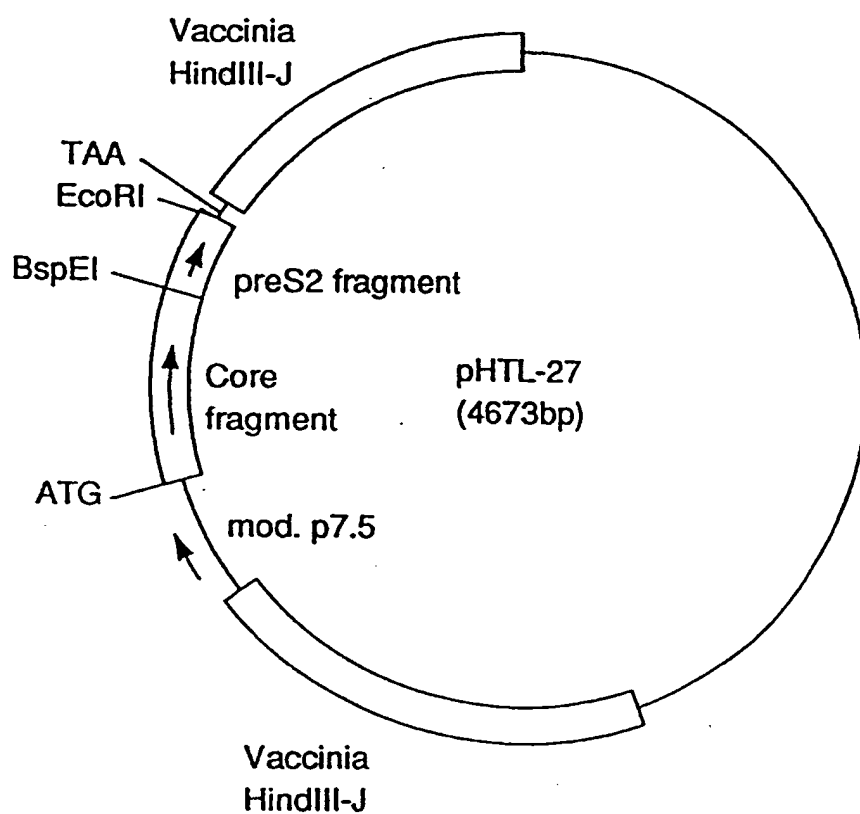 Vaccinia
HindIII-J
TAA
EcoRI
BspEI
preS2 fragment
Core
fragment
pHTL-27
(4673bp)
ATG
mod. p7.5
Vaccinia
HindIII-J